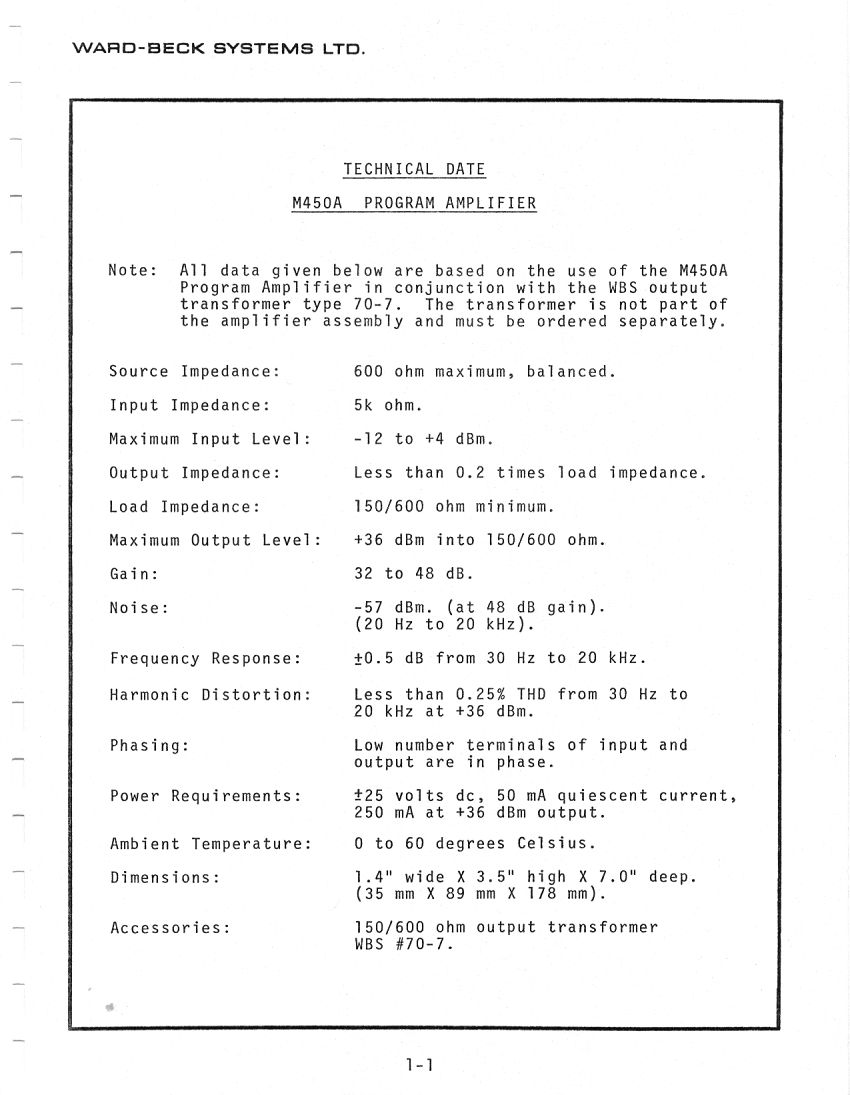 WARD-BECK SYSTEMS LTD.
TECHNICAL DATE
M450A PROGRAM AMPLIFIER
Note: All data given below are based on the use of the M450A
Program Amplifier in conjunction with the WBS output
transformer type 70-7. The transformer is not part of
the amplifier assembly and must be ordered separately.
Source Impedance: 600 ohm maximum, balanced.
Input Impedance: 5k ohm.
Maximum Input Level: -12 to +4 dBm.
Output Impedance: Less than 0.2 times load impedance.
Load Impedance: 150/600 ohm minimum.
Maximum Output Level: +36 dBm into 150/600 ohm.
Gain: 32 to 48 dB.
Noise: -57 dBm. (at 48 dB gain).
(20 Hz to 20 kHz).
Frequency Response: ±0.5 dB from 30 Hz to 20 kHz.
Harmonic Distortion: Less than 0.25% THD from 30 Hz to
20 kHz at +36 dBm.
Phasing: Low number terminals of input and
output are in phase.
Power Requirements: ±25 volts dc, 50 mA quiescent current,
250 mA at +36 dBm output.
Ambient Temperature: 0 to 60 degrees Celsius.
Dimensions: 1.4" wide X 3.5" high X 7.0" deep.
(35 mm X 89 mm X 178 mm).
Accessories: 150/600 ohm output transformer
WBS #70-7.
1-1